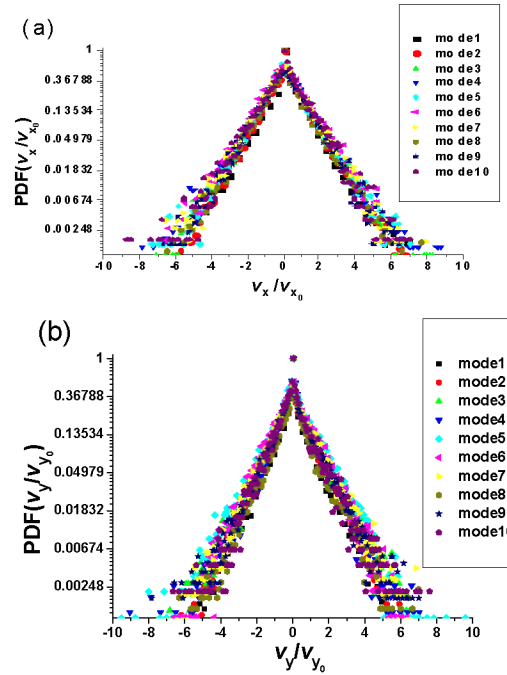 (a)
mo de1
mo de2
mo de3
mo de4
mo de5
mo de6
mo de7
mo de8
mo de9
mo de10
PDF(vx/vx0)
1
0.36788
0.13534
0.04979
0.01832
0.00674
0.00248
-10 -8 -6 -4 -2 0 2 4 6 8 10
vx/vx0
(b)
mode1
mode2
mode3
mode4
mode5
mode6
mode7
mode8
mode9
mode10
PDF(vy/vy0)
1
0.36788
0.13534
0.04979
0.01832
0.00674
0.00248
-10 -8 -6 -4 -2 0 2 4 6 8 10
vy/vy0